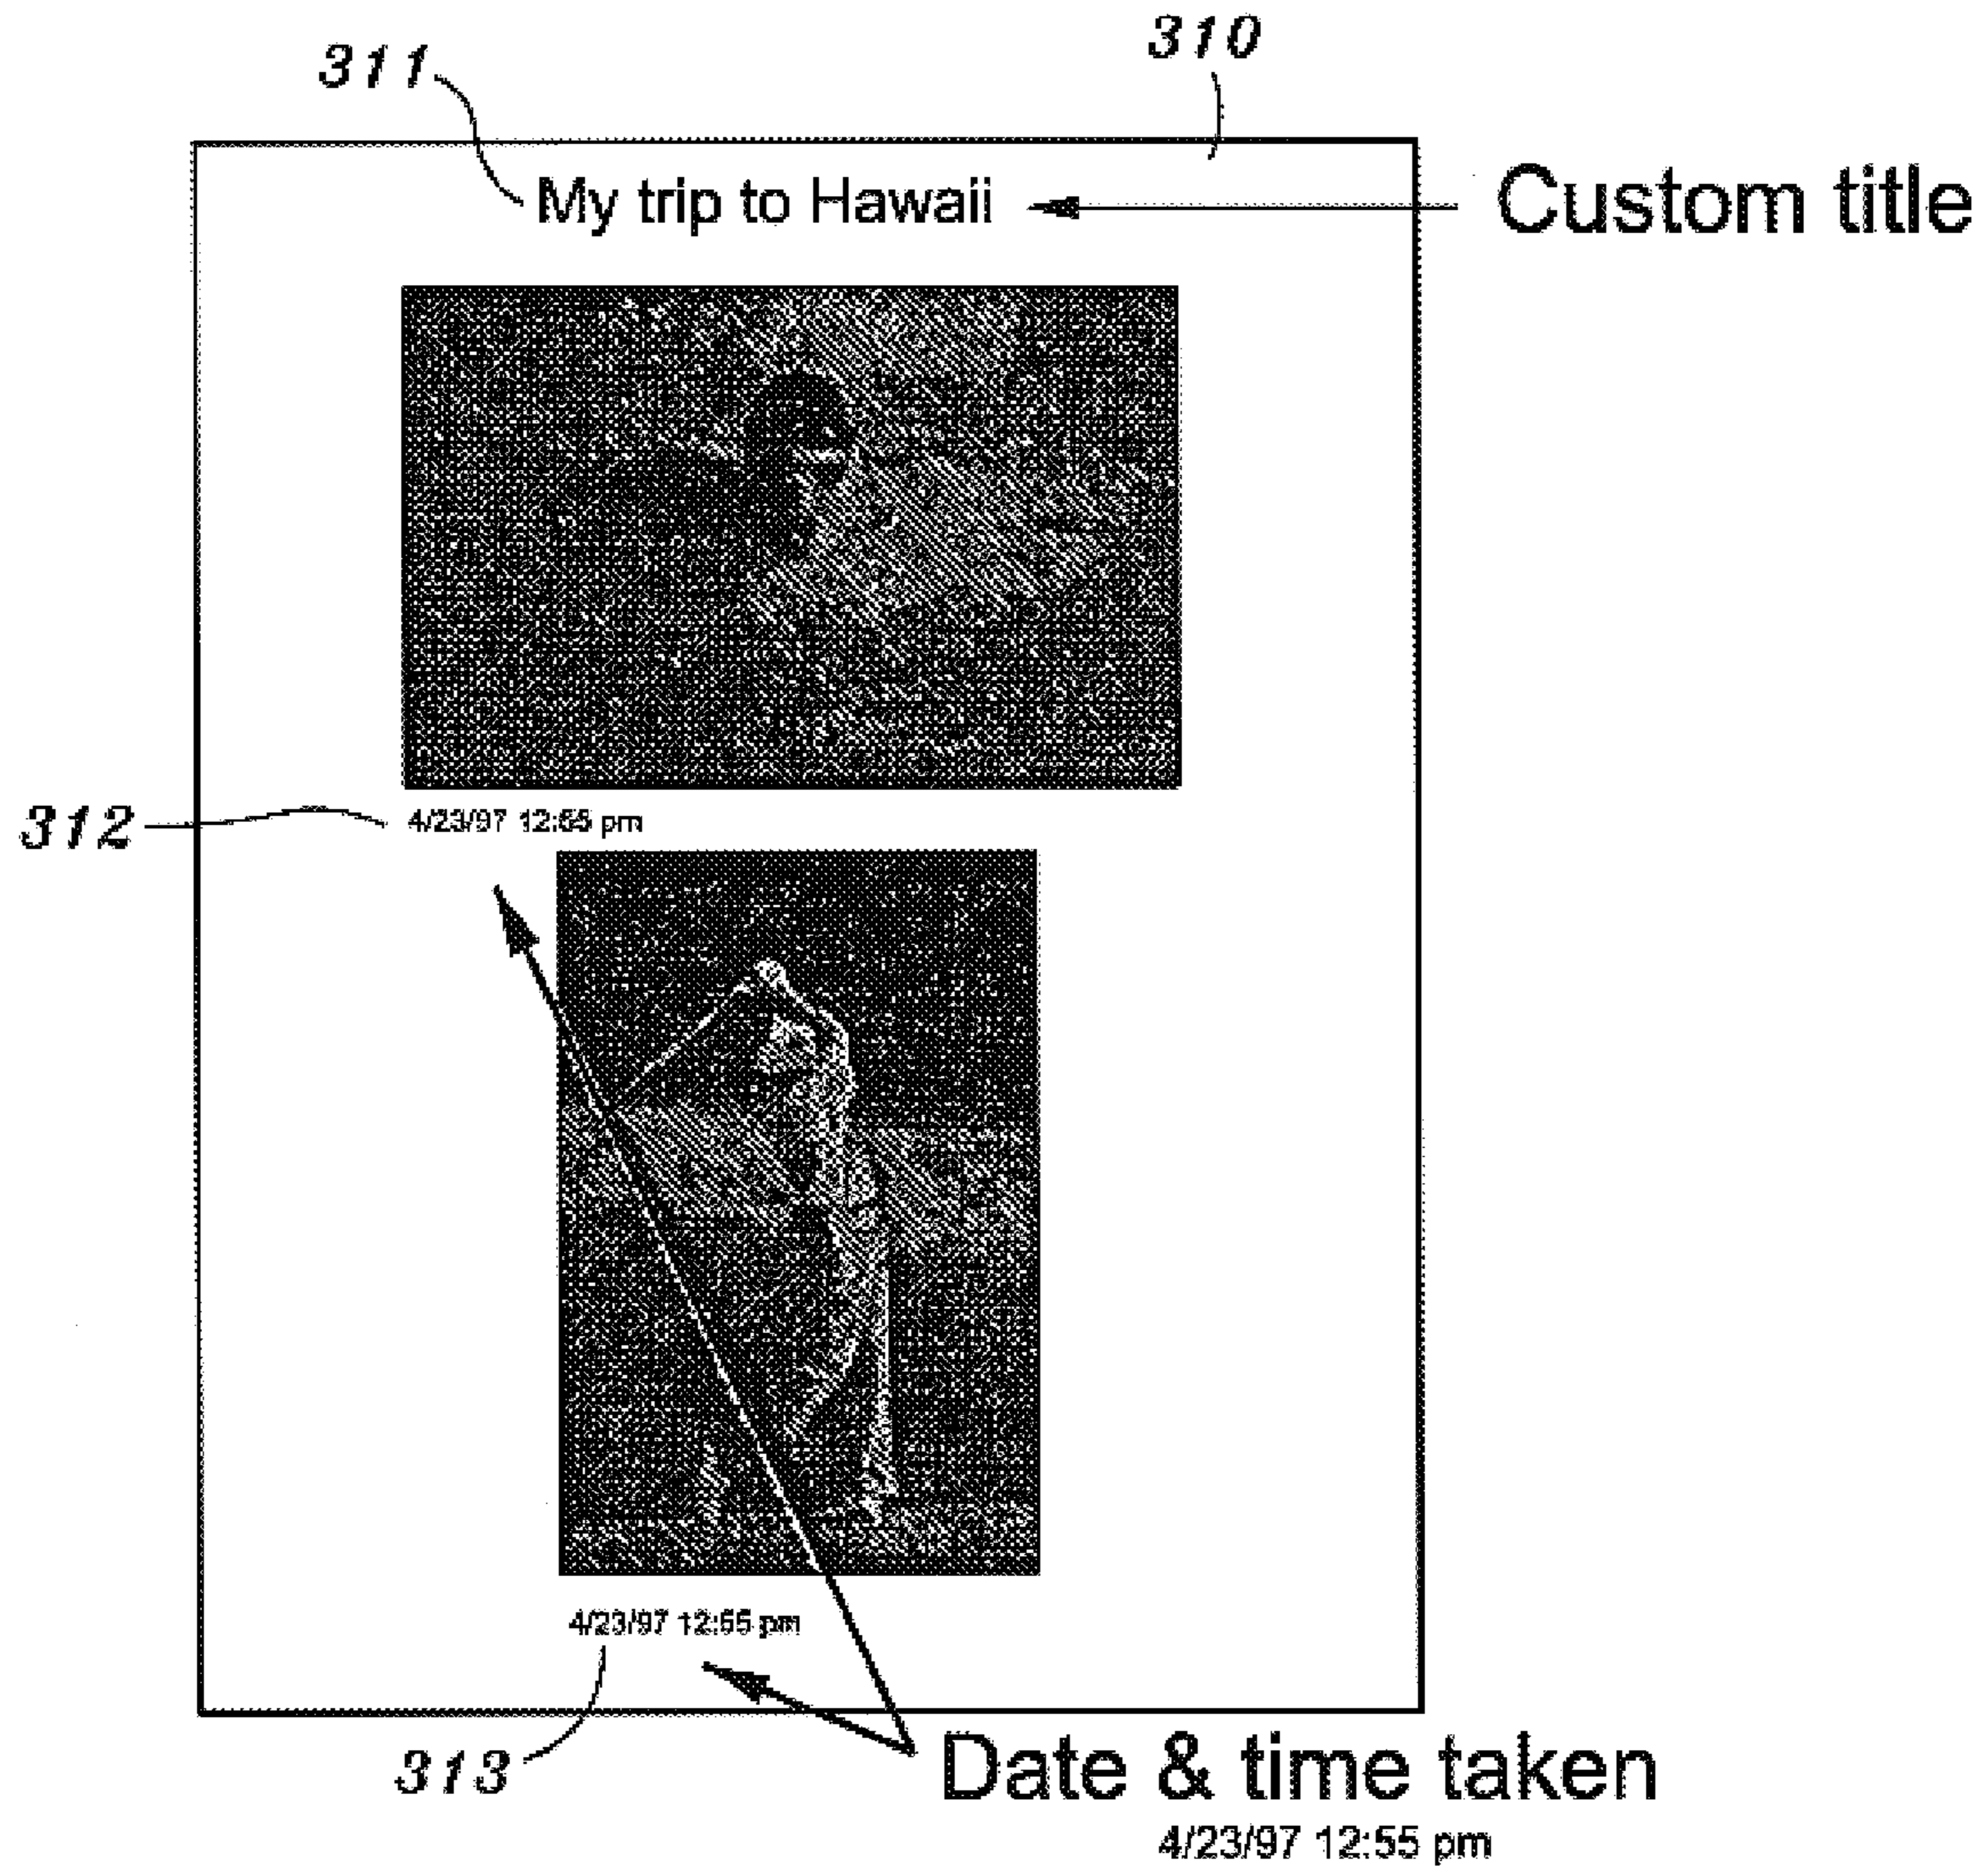 310
311
My trip to Hawaii
Custom title
312
4/23/97 12:55 pm
4/23/97 12:55 pm
313
Date & time taken
4/23/97 12:55 pm